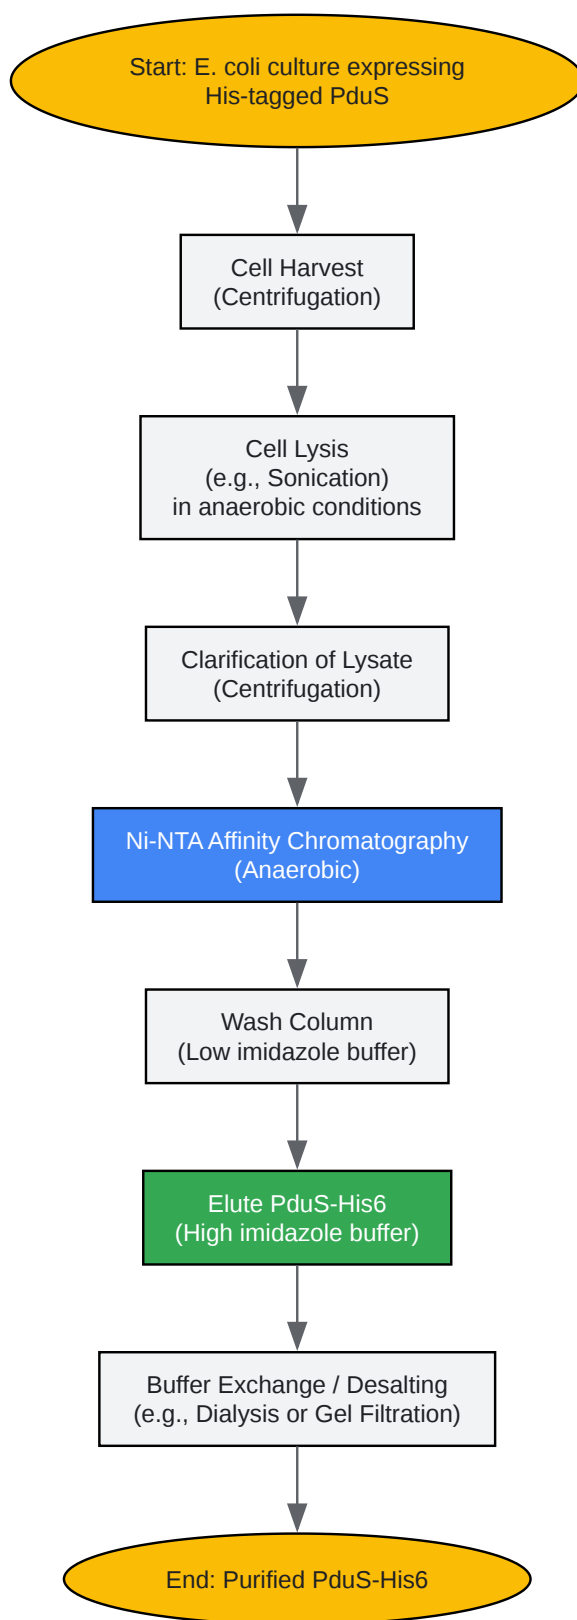 Start: E. coli culture expressing
His-tagged PduS
Cell Harvest
(Centrifugation)
Cell Lysis
(e.g., Sonication)
in anaerobic conditions
Clarification of Lysate
(Centrifugation)
Ni-NTA Affinity Chromatography
(Anaerobic)
Wash Column
(Low imidazole buffer)
Elute PduS-His6
(High imidazole buffer)
Buffer Exchange / Desalting
(e.g., Dialysis or Gel Filtration)
End: Purified PduS-His6